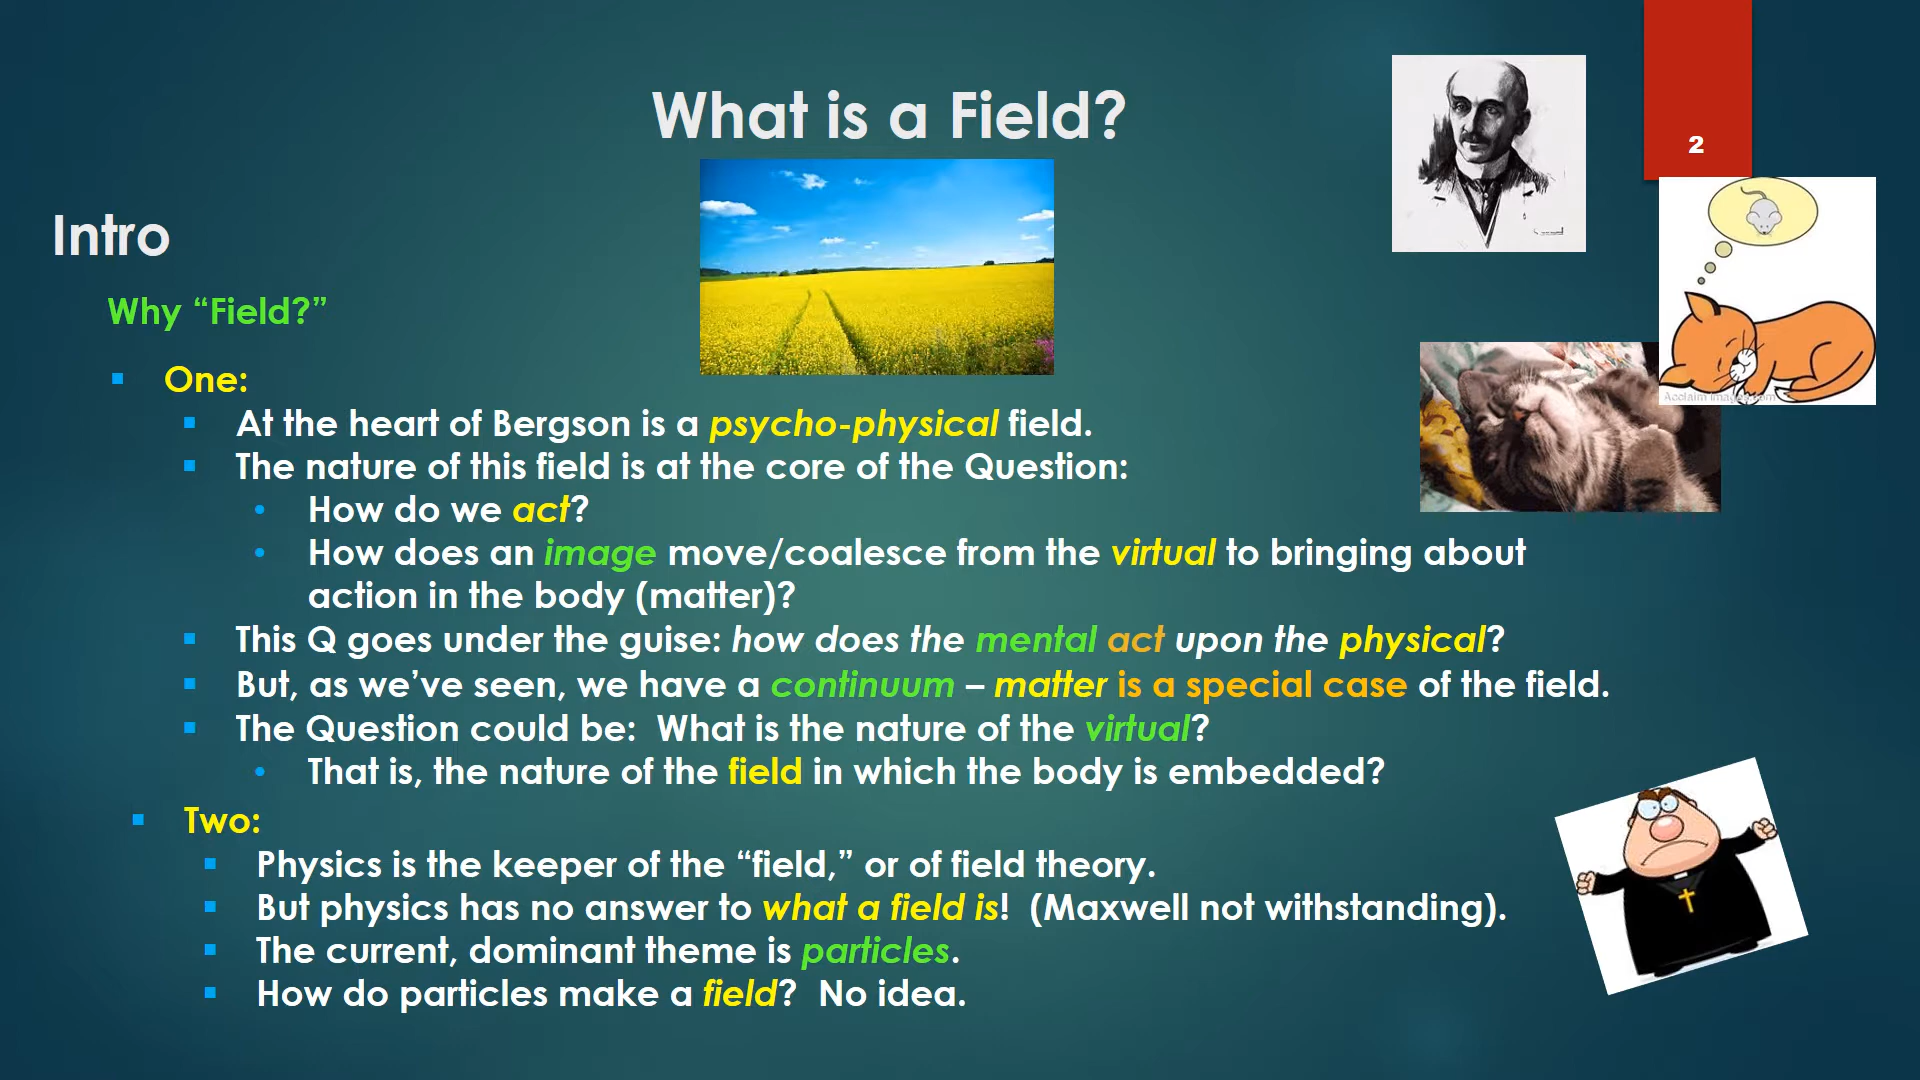 What is a Field?
2
Intro
Why “Field?”
One:
At the heart of Bergson is a psycho-physical field.
The nature of this field is at the core of the Question:
How do we act?
How does an image move/coalesce from the virtual to bringing about
action in the body (matter)?
This Q goes under the guise: how does the mental act upon the physical?
But, as we’ve seen, we have a continuum – matter is a special case of the field.
The Question could be:  What is the nature of the virtual?
That is, the nature of the field in which the body is embedded?
Two:
Physics is the keeper of the “field,” or of field theory.
But physics has no answer to what a field is!  (Maxwell not withstanding).
The current, dominant theme is particles.
How do particles make a field?  No idea.
Acclaim Images.com